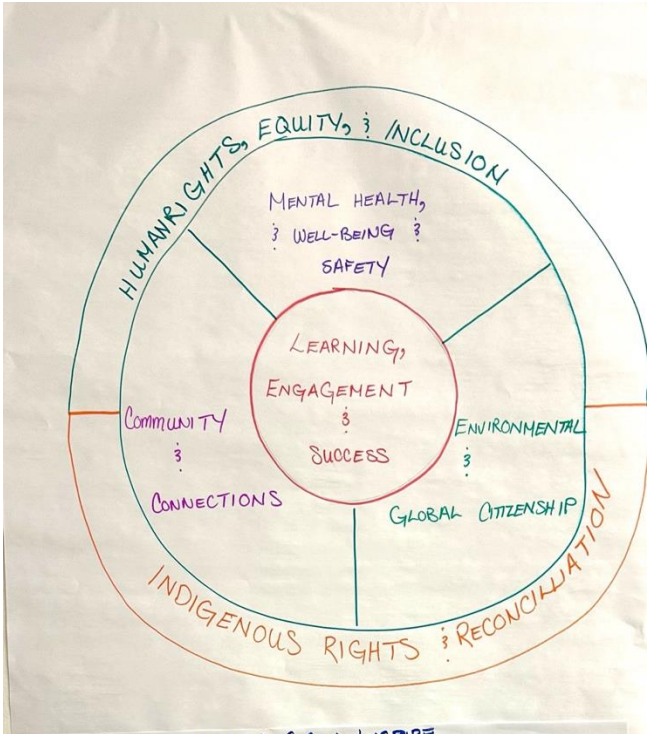 HUMAN RIGHTS, EQUITY, & INCLUSION
MENTAL HEALTH,
& WELL-BEING &
SAFETY
LEARNING,
ENGAGEMENT
&
SUCCESS
COMMUNITY
&
CONNECTIONS
ENVIRONMENTAL
&
GLOBAL CITIZENSHIP
INDIGENOUS RIGHTS & RECONCILIATION